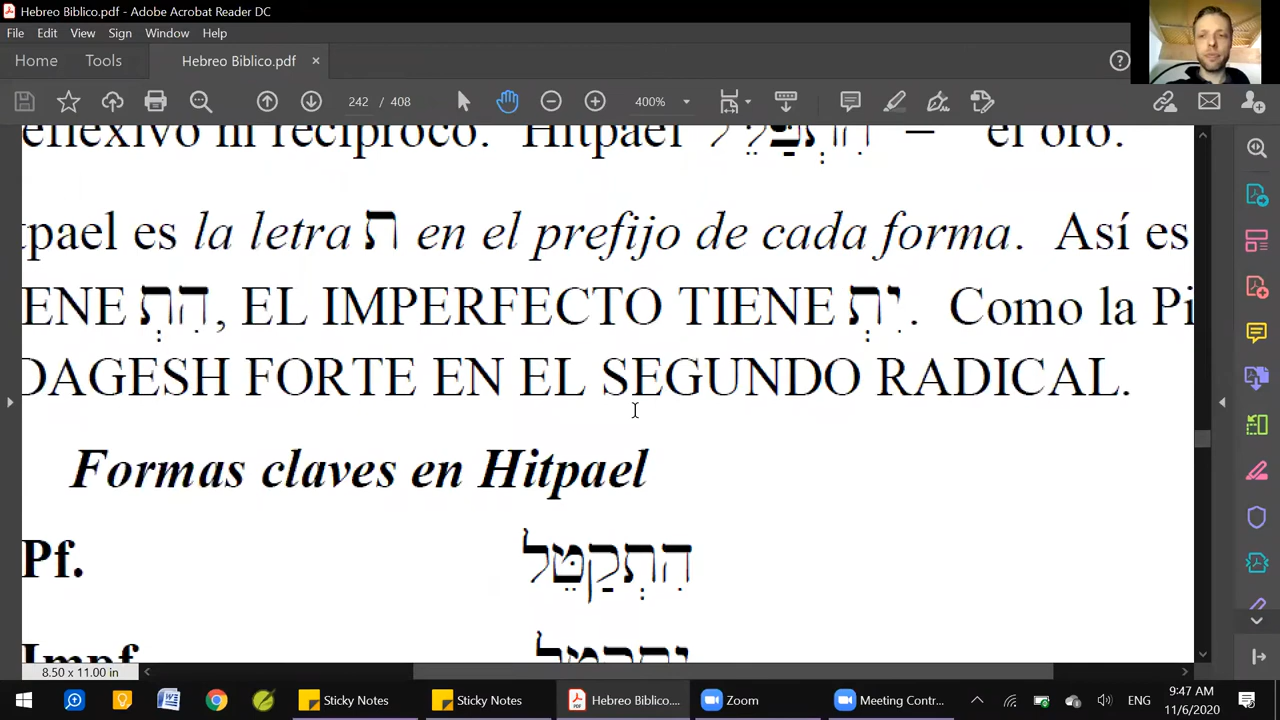 Hebreo Biblico.pdf - Adobe Acrobat Reader DC
File Edit View Sign Window Help
Home Tools Hebreo Biblico.pdf ×
242 / 408 400%
eflexivo ni recíproco. Hitpael הִתְפַּלֵּל – el oro.
tpael es la letra ת en el prefijo de cada forma. Así es
ENE הִתְ, EL IMPERFECTO TIENE יִתְ. Como la Pi
DAGESH FORTE EN EL SEGUNDO RADICAL.
Formas claves en Hitpael
Pf. הִתְקַטֵּל
Impf. יתקטל
8.50 x 11.00 in
Sticky Notes Sticky Notes Hebreo Biblico.... Zoom Meeting Contr... ENG 9:47 AM
11/6/2020